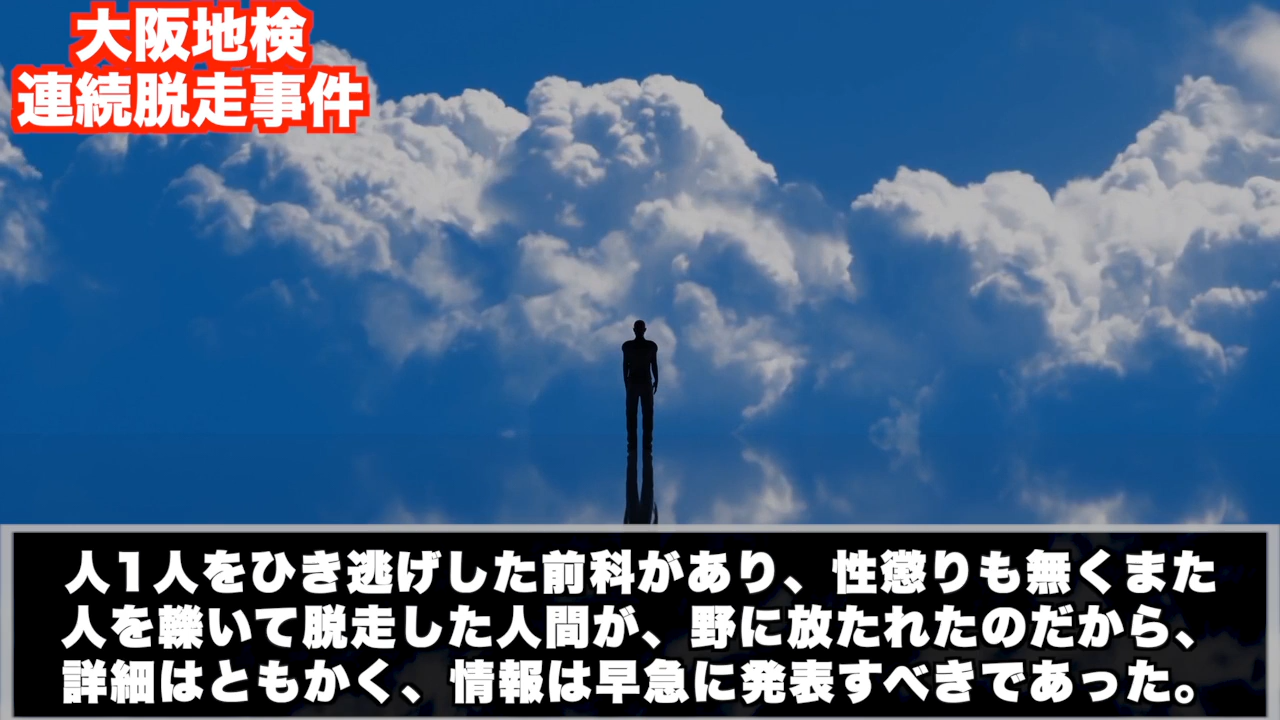 大阪地検
連続脱走事件
人1人をひき逃げした前科があり、性懲りも無くまた
人を轢いて脱走した人間が、野に放たれたのだから、
詳細はともかく、情報は早急に発表すべきであった。